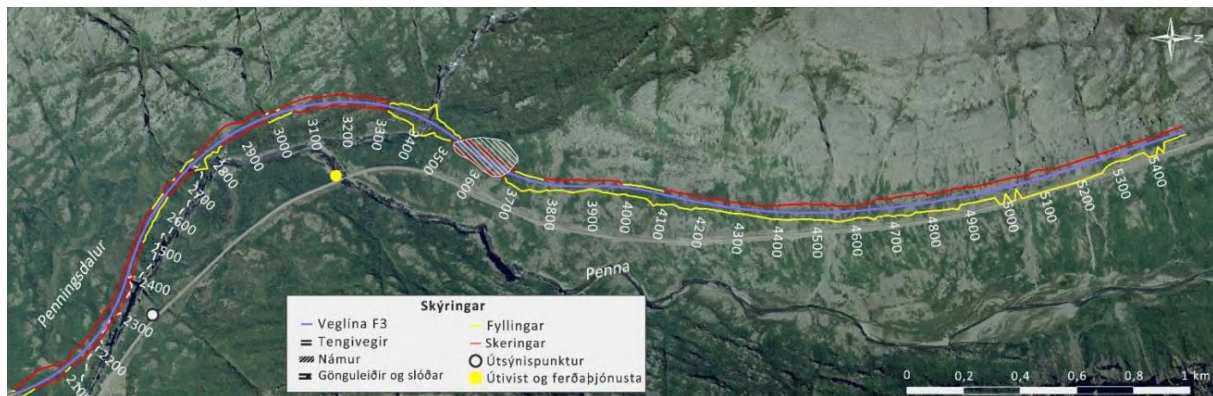 N
Penningsdalur
2100
2200
2300
2400
2500
2600
2700
2800
2900
3000
3100
3200
3300
3400
3500
3600
3700
3800
3900
4000
4100
4200
4300
4400
4500
4600
4700
4800
4900
5000
5100
5200
5300
5400
Penna
Skýringar
Veglína F3
Tengivegir
Námur
Gönguleiðir og slóðar
Fyllingar
Skeringar
Útsýnispunktur
Útivist og ferðaþjónusta
0 0,2 0,4 0,6 0,8 1 km